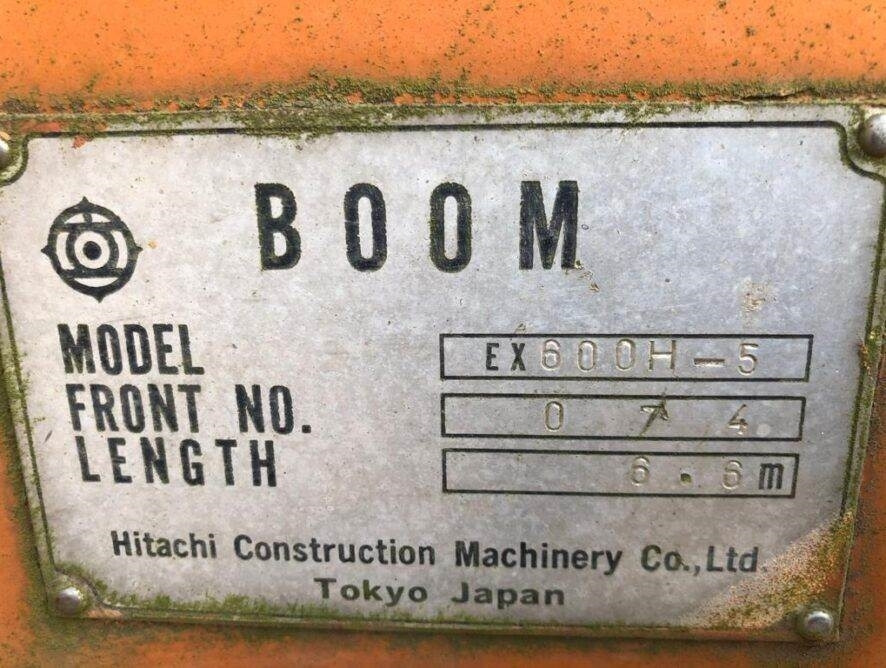 BOOM
MODEL EX600H-5
FRONT NO. 074
LENGTH 6.6m
Hitachi Construction Machinery Co.,Ltd.
Tokyo Japan